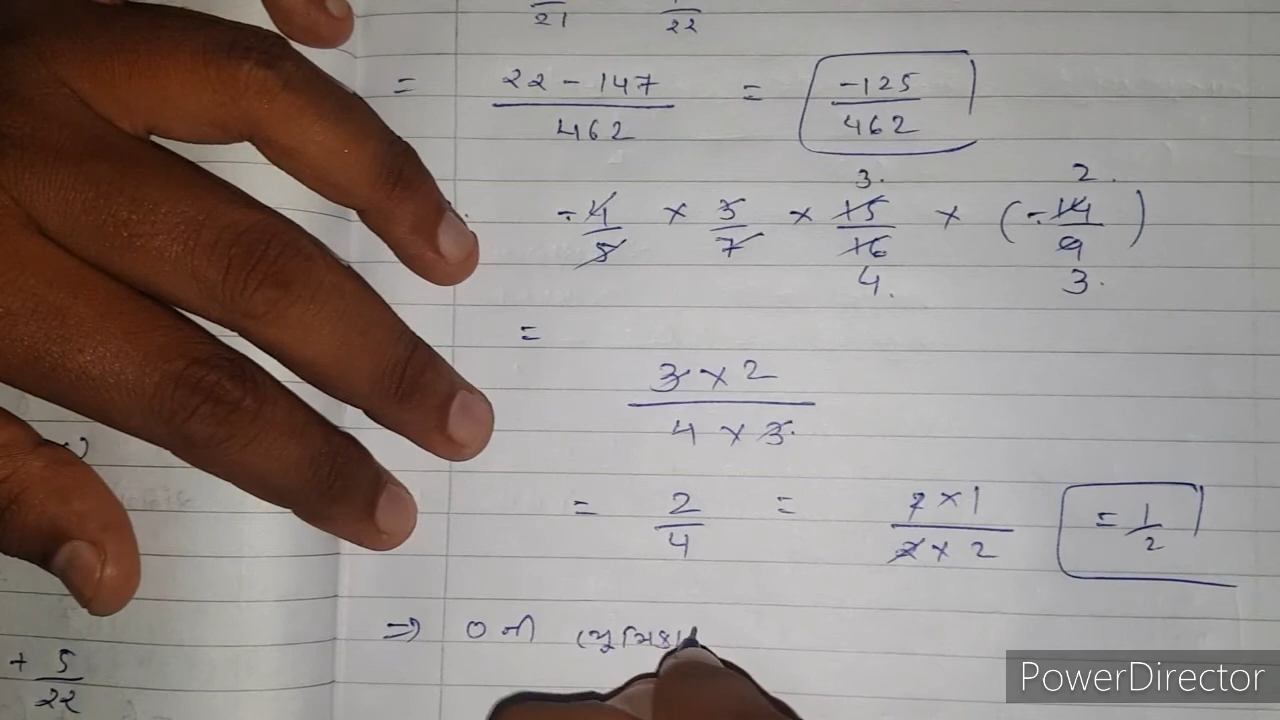 21 22
= 22 - 147 / 462 = -125 / 462
3. 2.
-4/5 × 3/7 × 15/16 × (-14/9)
4. 3.
=
3 × 2 / 4 × 3
= 2/4 = 2 × 1 / 2 × 2 = 1/2
⇒ 0 ની ભૂમિકા
+ 5/22
PowerDirector